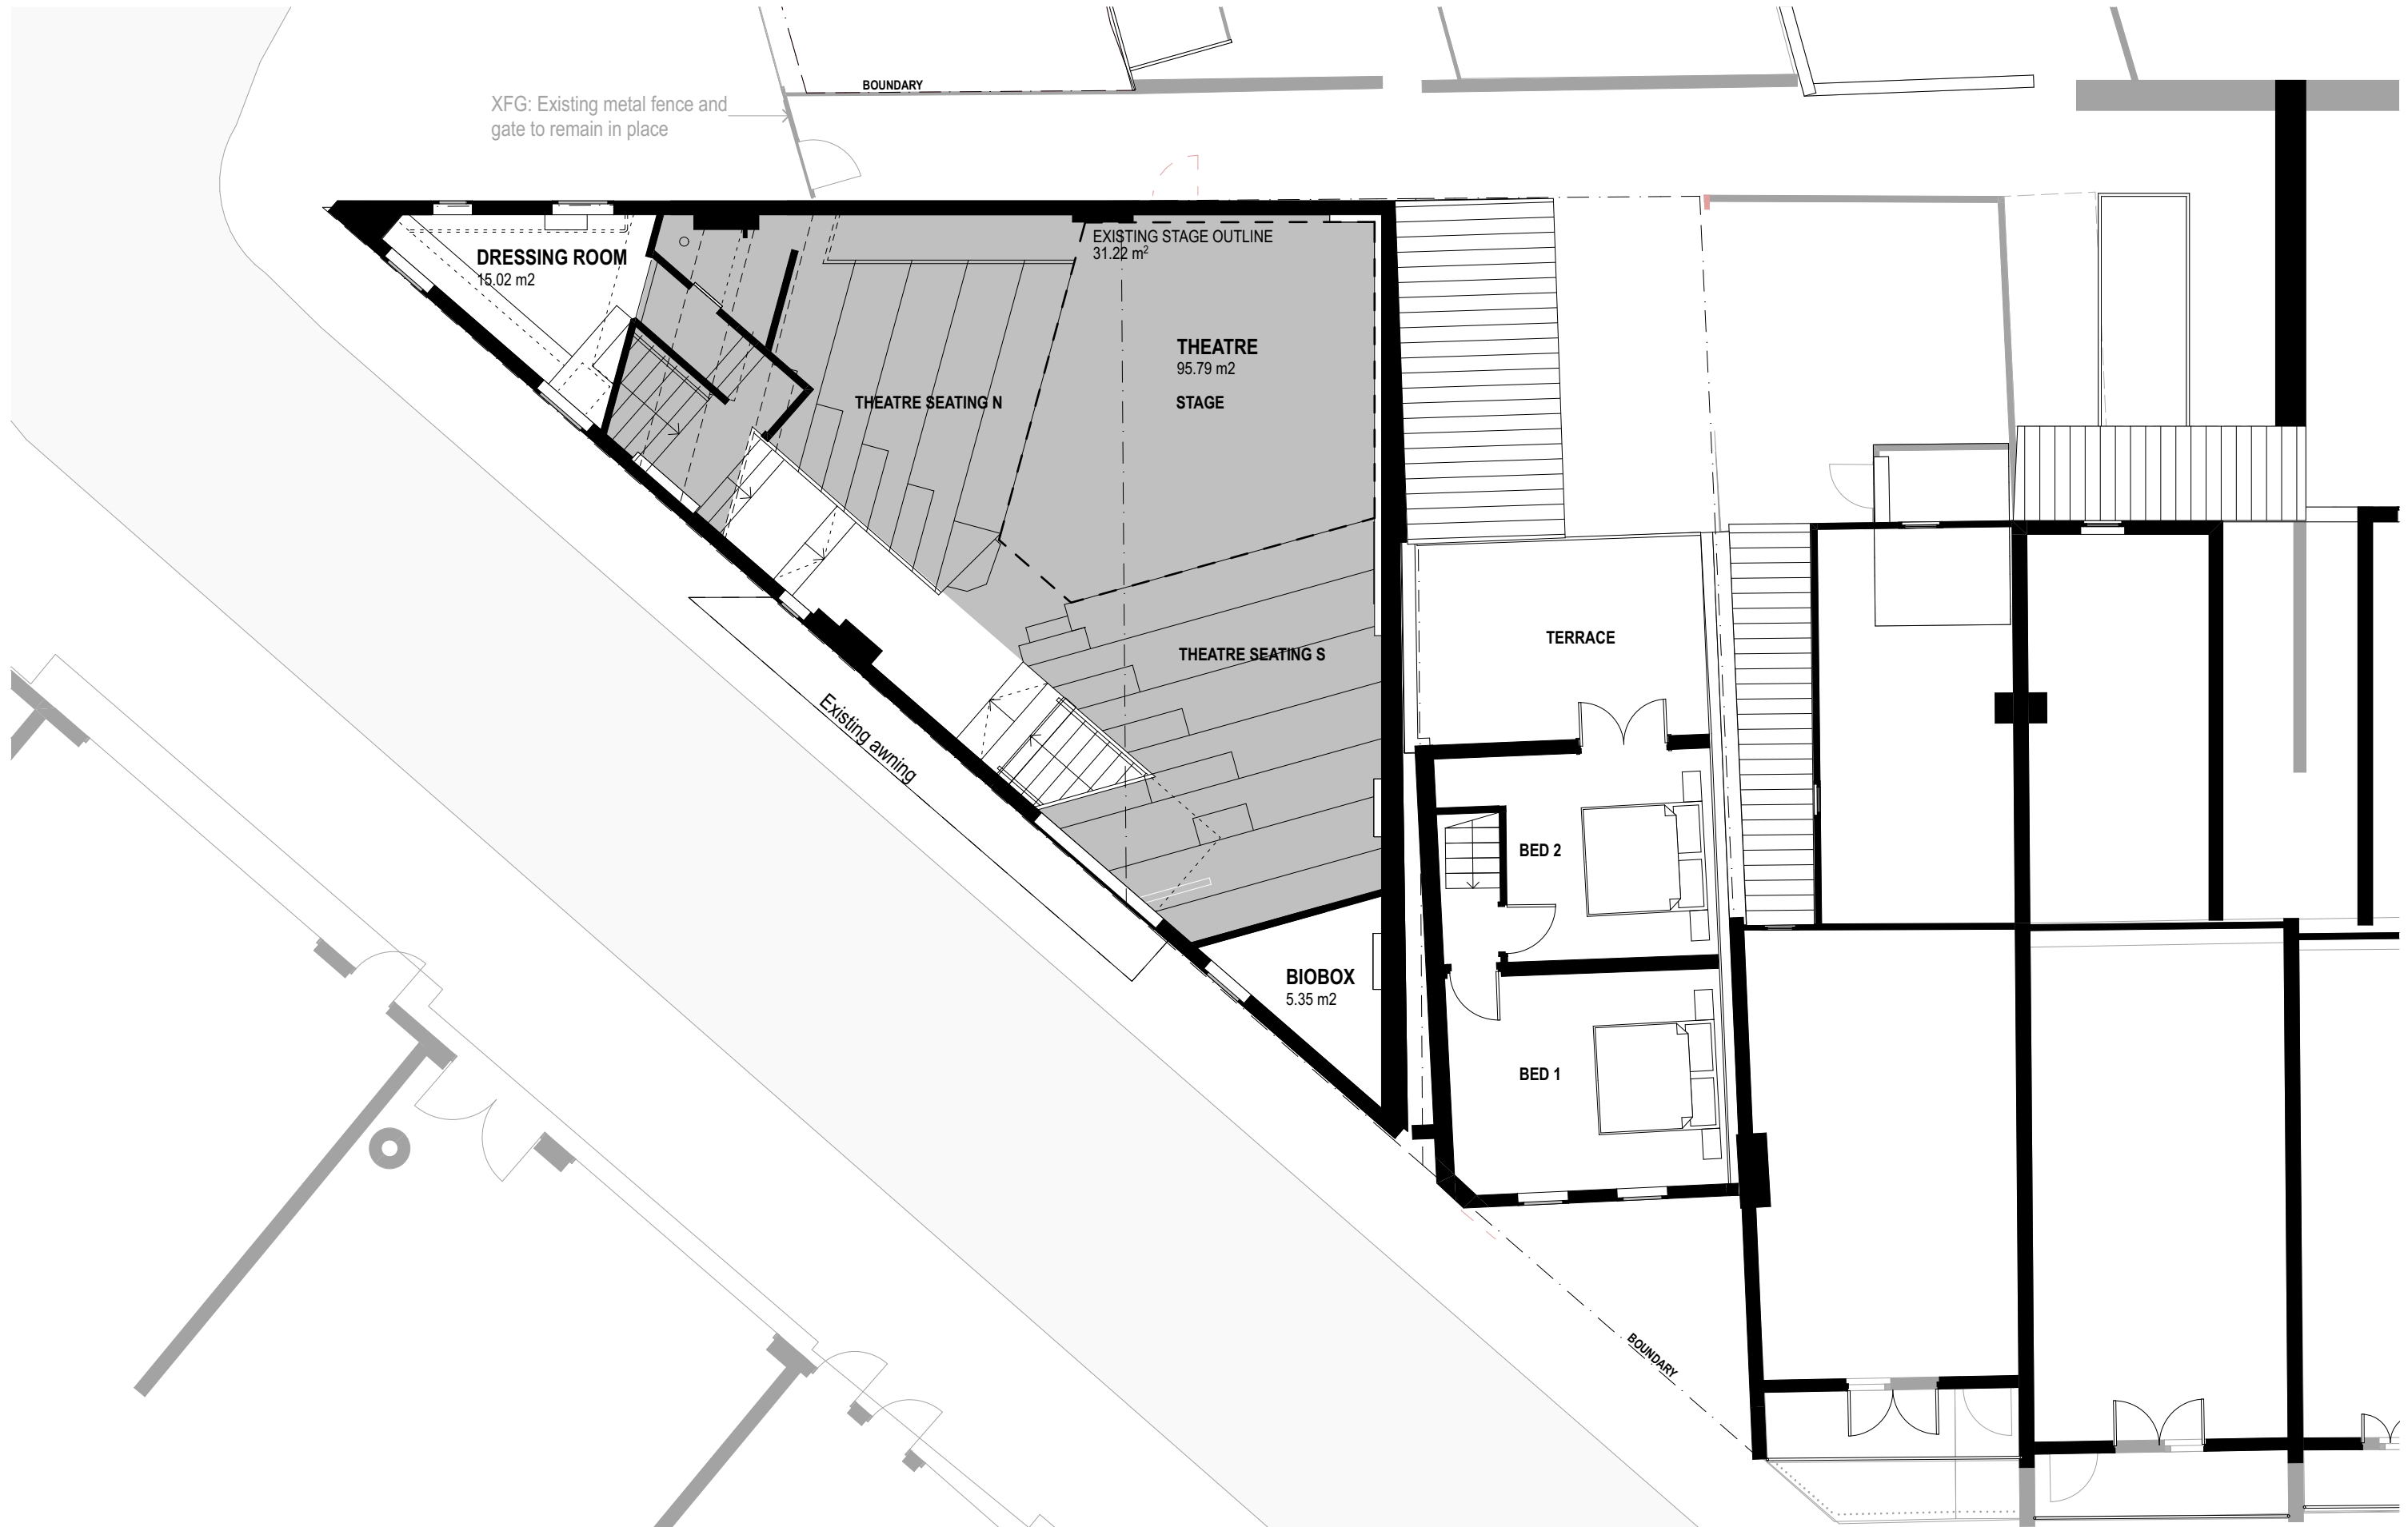 BOUNDARY
XFG: Existing metal fence and
gate to remain in place
DRESSING ROOM
15.02 m2
EXISTING STAGE OUTLINE
31.22 m²
THEATRE
95.79 m2
THEATRE SEATING N
STAGE
TERRACE
THEATRE SEATING S
Existing awning
BED 2
BIOBOX
5.35 m2
BED 1
BOUNDARY